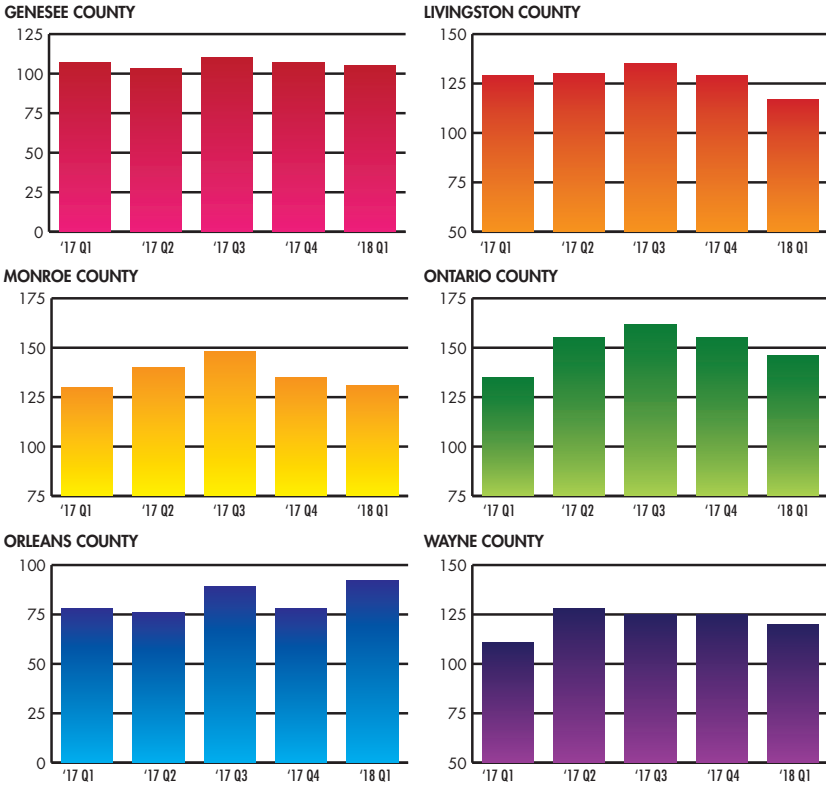 GENESEE COUNTY
125
100
75
50
25
0
‘17 Q1 ‘17 Q2 ‘17 Q3 ‘17 Q4 ‘18 Q1
LIVINGSTON COUNTY
150
125
100
75
50
‘17 Q1 ‘17 Q2 ‘17 Q3 ‘17 Q4 ‘18 Q1
MONROE COUNTY
175
150
125
100
75
‘17 Q1 ‘17 Q2 ‘17 Q3 ‘17 Q4 ‘18 Q1
ONTARIO COUNTY
175
150
125
100
75
‘17 Q1 ‘17 Q2 ‘17 Q3 ‘17 Q4 ‘18 Q1
ORLEANS COUNTY
100
75
50
25
0
‘17 Q1 ‘17 Q2 ‘17 Q3 ‘17 Q4 ‘18 Q1
WAYNE COUNTY
150
125
100
75
50
‘17 Q1 ‘17 Q2 ‘17 Q3 ‘17 Q4 ‘18 Q1